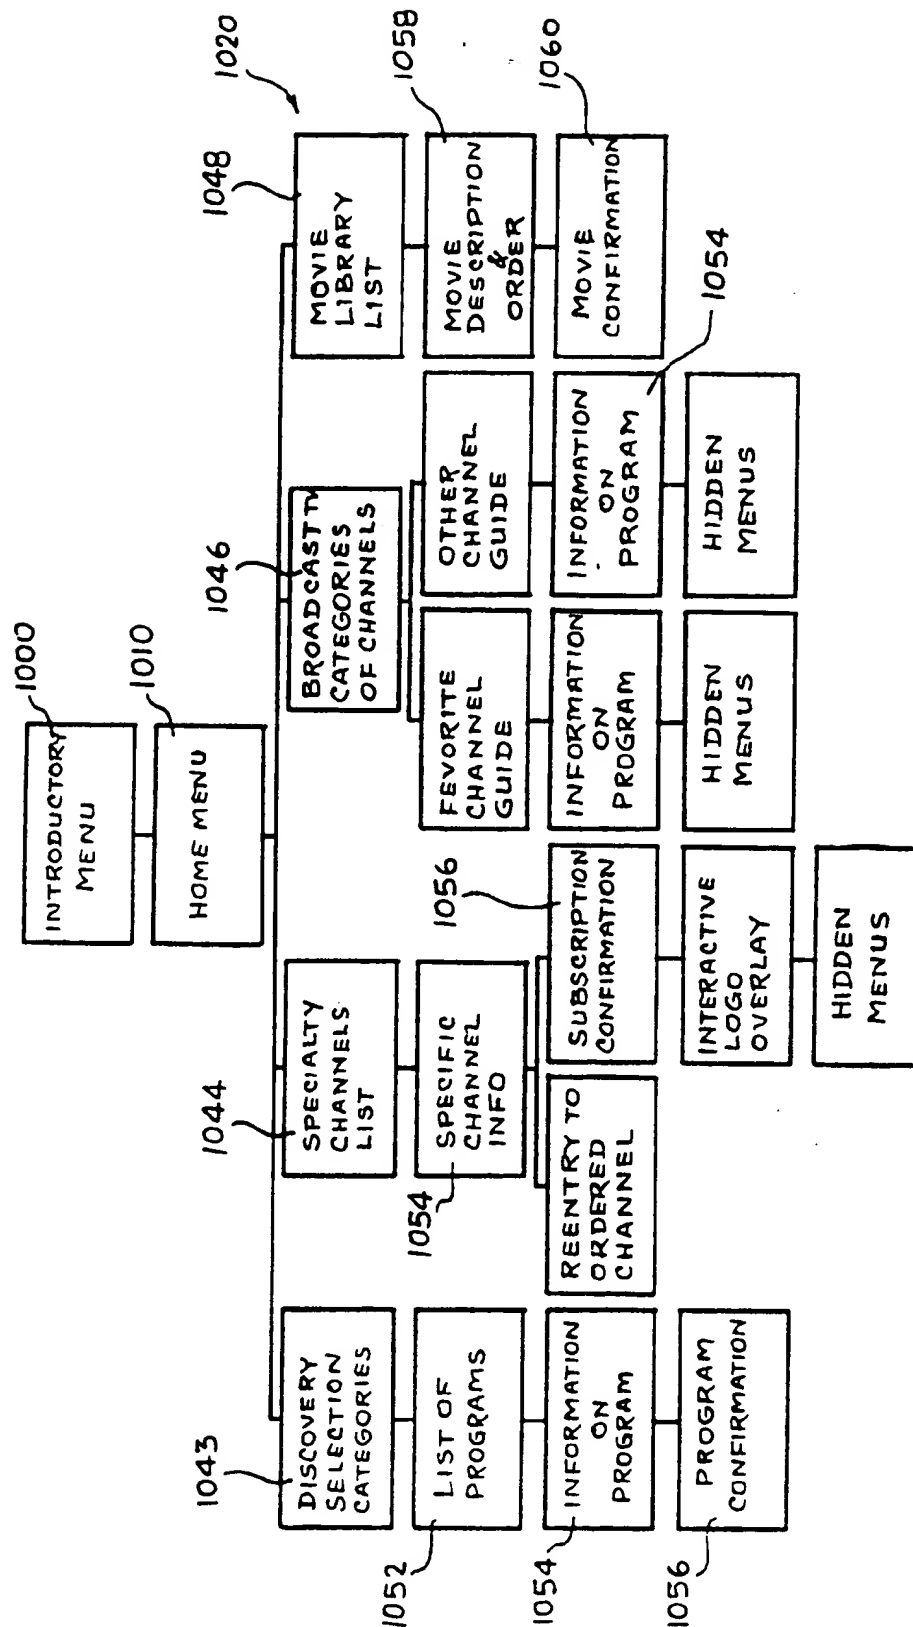 1000
INTRODUCTORY
MENU
1010
HOME MENU
1020
1043
DISCOVERY
SELECTION
CATEGORIES
1044
SPECIALTY
CHANNELS
LIST
1046
BROADCAST TV
CATEGORIES
OF CHANNELS
1048
MOVIE
LIBRARY
LIST
1052
LIST OF
PROGRAMS
1054
SPECIFIC
CHANNEL
INFO
FEVORITE
CHANNEL
GUIDE
OTHER
CHANNEL
GUIDE
1058
MOVIE
DESCRIPTION
&
ORDER
1054
INFORMATION
ON
PROGRAM
REENTRY TO
ORDERED
CHANNEL
1056
SUBSCRIPTION
CONFIRMATION
INFORMATION
ON
PROGRAM
INFORMATION
ON
PROGRAM
1054
1060
MOVIE
CONFIRMATION
1056
PROGRAM
CONFIRMATION
INTERACTIVE
LOGO
OVERLAY
HIDDEN
MENUS
HIDDEN
MENUS
HIDDEN
MENUS